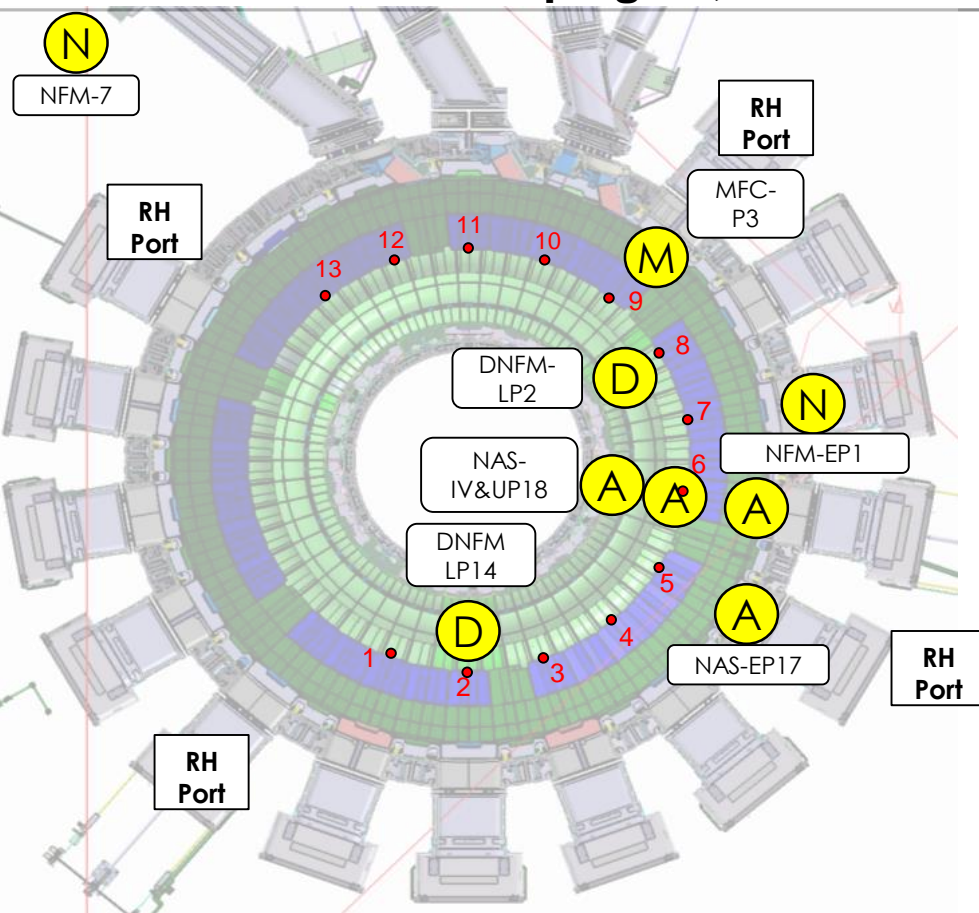 N
NFM-7
RH
Port
MFC-
P3
RH
Port
M
11
12
10
13
9
8
DNFM-
LP2
D
N
7
NFM-EP1
NAS-
IV&UP18
6
A
A
A
DNFM
LP14
5
A
4
D
NAS-EP17
1
3
2
RH
Port
RH
Port